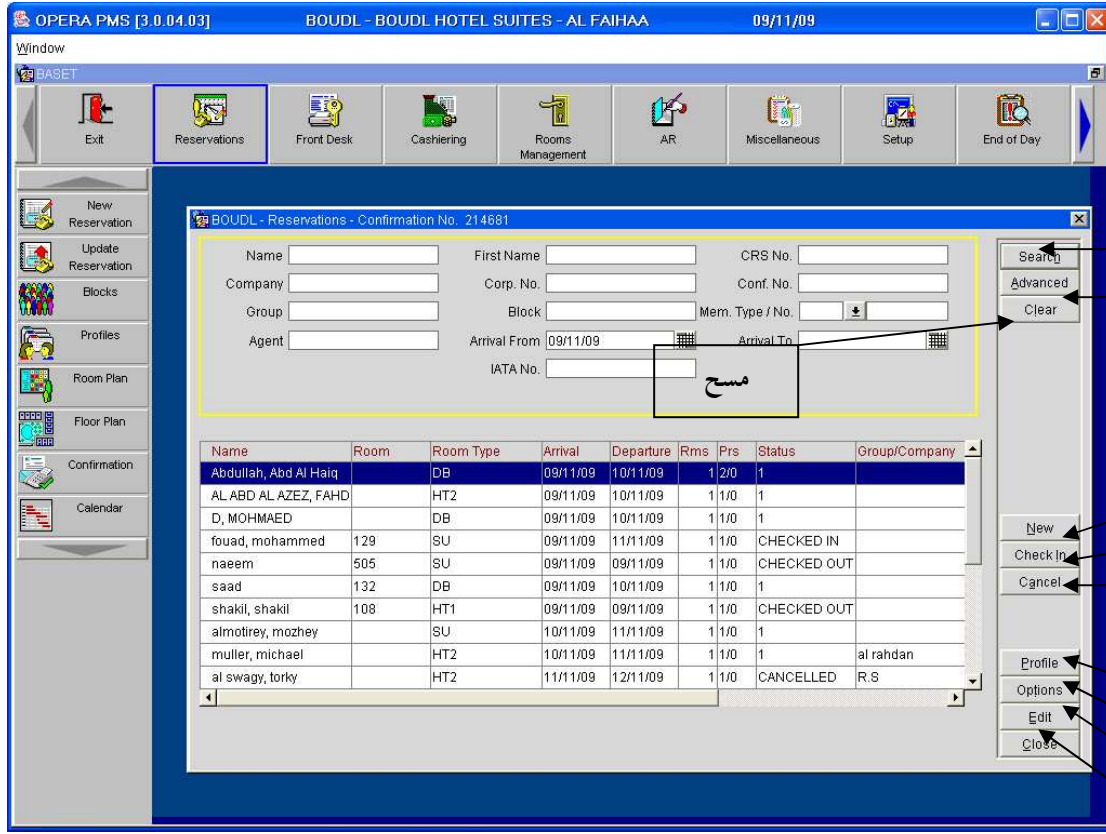 OPERA PMS [3.0.04.03] BOUDL - BOUDL HOTEL SUITES - AL FAIHAA 09/11/09
Window
BASET
Exit Reservations Front Desk Cashiering Rooms Management AR Miscellaneous Setup End of Day
New Reservation
Update Reservation
Blocks
Profiles
Room Plan
Floor Plan
Confirmation
Calendar
BOUDL - Reservations - Confirmation No. 214681
Name First Name CRS No. Search
Company Corp. No. Conf. No. Advanced
Group Block Mem. Type / No. Clear
Agent Arrival From 09/11/09 Arrival To
IATA No.
مسح
Name Room Room Type Arrival Departure Rms Prs Status Group/Company
Abdullah, Abd Al Haiq DB 09/11/09 10/11/09 1 2/0 1
AL ABD AL AZEZ, FAHD HT2 09/11/09 10/11/09 1 1/0 1
D, MOHMAED DB 09/11/09 10/11/09 1 1/0 1
fouad, mohammed 129 SU 09/11/09 11/11/09 1 1/0 CHECKED IN
naeem 505 SU 09/11/09 09/11/09 1 1/0 CHECKED OUT
saad 132 DB 09/11/09 10/11/09 1 1/0 1
shakil, shakil 108 HT1 09/11/09 09/11/09 1 1/0 CHECKED OUT
almotirey, mozhey SU 10/11/09 11/11/09 1 1/0 1
muller, michael HT2 10/11/09 11/11/09 1 1/0 1 al rahdan
al swagy, torky HT2 11/11/09 12/11/09 1 1/0 CANCELLED R.S
New
Check In
Cancel
Profile
Options
Edit
Close